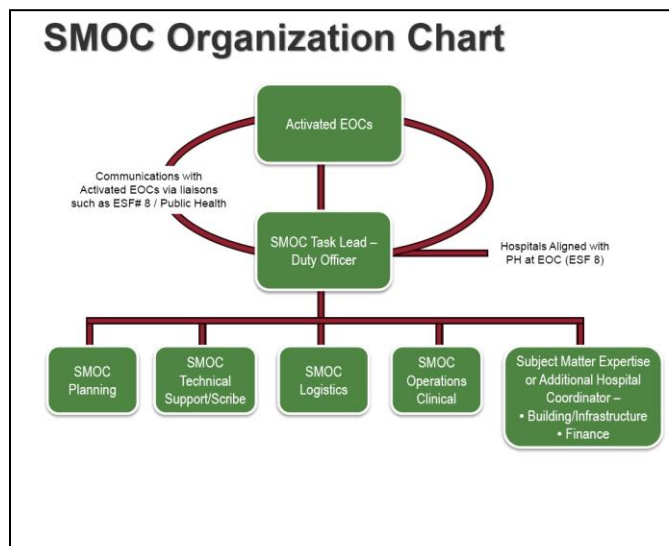 SMOC Organization Chart
Activated EOCs
Communications with
Activated EOCs via liaisons
such as ESF# 8 / Public Health
SMOC Task Lead –
Duty Officer
Hospitals Aligned with
PH at EOC (ESF 8)
SMOC
Planning
SMOC
Technical
Support/Scribe
SMOC
Logistics
SMOC
Operations
Clinical
Subject Matter Expertise
or Additional Hospital
Coordinator –
• Building/Infrastructure
• Finance